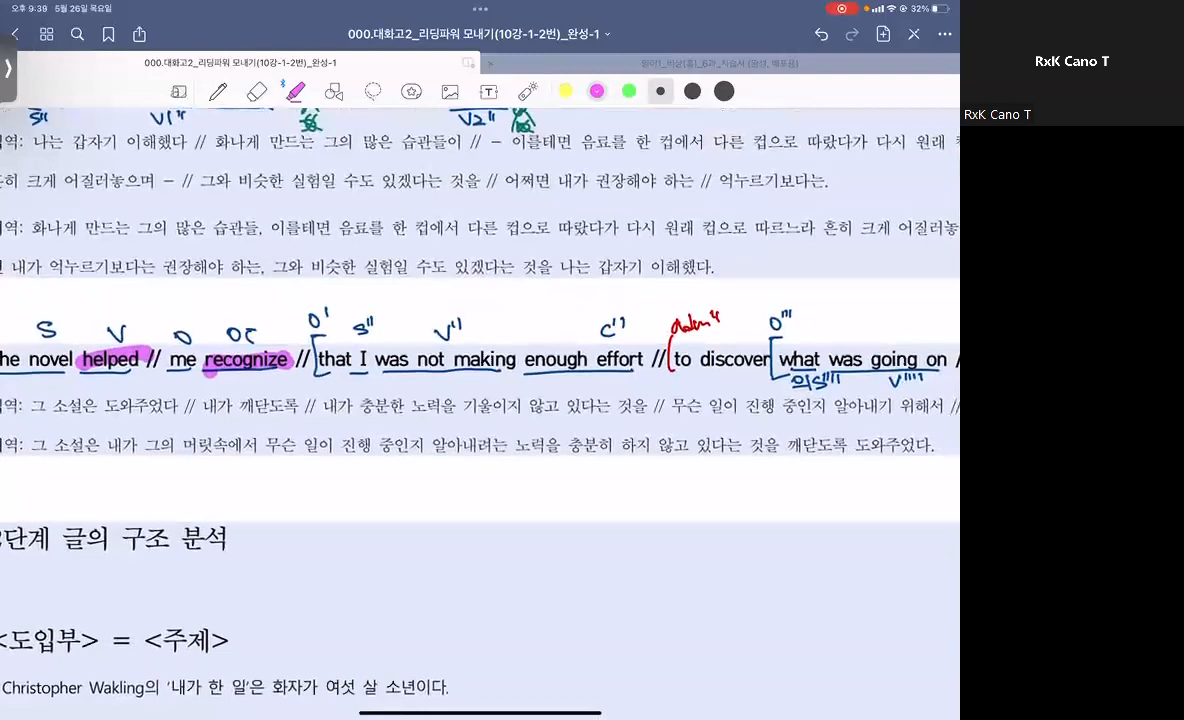 오후 9:39 5월 26일 목요일
32%
000.대화고2_리딩파워 모내기(10강-1-2번)_완성-1
000.대화고2_리딩파워 모내기(10강-1-2번)_완성-1
RxK Cano T
RxK Cano T
S" V1" V2"
역: 나는 갑자기 이해했다 // 화나게 만드는 그의 많은 습관들이 // – 이를테면 음료를 한 컵에서 다른 컵으로 따랐다가 다시 원래
히 크게 어질러놓으며 – // 그와 비슷한 실험일 수도 있겠다는 것을 // 어쩌면 내가 권장해야 하는 // 억누르기보다는.
역: 화나게 만드는 그의 많은 습관들, 이를테면 음료를 한 컵에서 다른 컵으로 따랐다가 다시 원래 컵으로 따르느라 흔히 크게 어질러놓
내가 억누르기보다는 권장해야 하는, 그와 비슷한 실험일 수도 있겠다는 것을 나는 갑자기 이해했다.
S V O OC O' S" V" C" O"'
he novel helped // me recognize // that I was not making enough effort // to discover what was going on /
의S"" V""
역: 그 소설은 도와주었다 // 내가 깨닫도록 // 내가 충분한 노력을 기울이지 않고 있다는 것을 // 무슨 일이 진행 중인지 알아내기 위해서 //
역: 그 소설은 내가 그의 머릿속에서 무슨 일이 진행 중인지 알아내려는 노력을 충분히 하지 않고 있다는 것을 깨닫도록 도와주었다.
단계 글의 구조 분석
<도입부> = <주제>
Christopher Wakling의 '내가 한 일'은 화자가 여섯 살 소년이다.